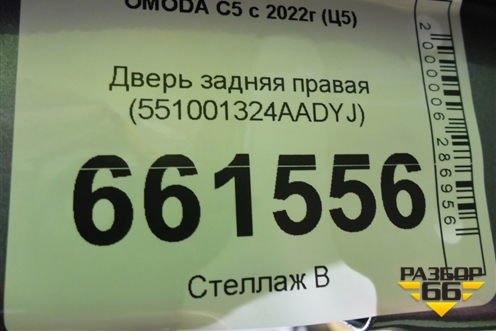 OMODA C5 с 2022г (Ц5)
Дверь задняя правая
(551001324AADYJ)
661556
Стеллаж В
2000006286956
РАЗБОР
66